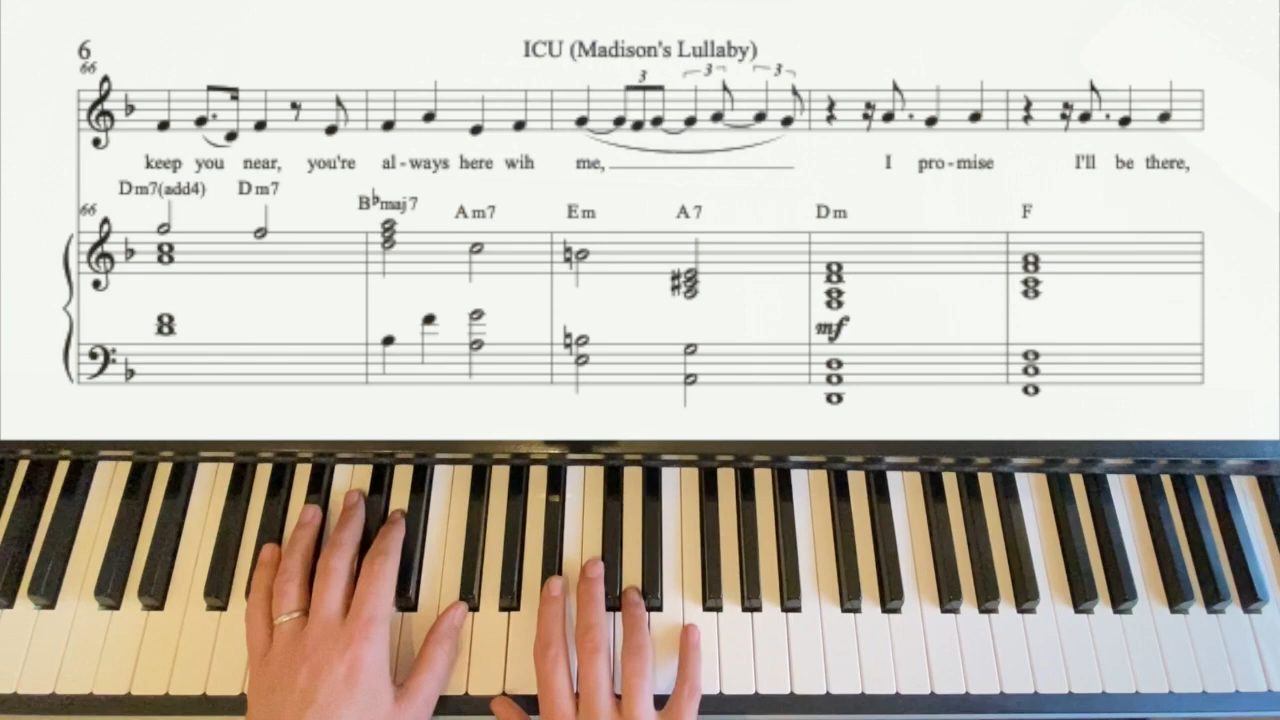 6
ICU (Madison's Lullaby)
66
3 3 3
keep you near, you're al-ways here wih me, I pro-mise I'll be there,
Dm7(add4) Dm7 B♭maj7 Am7 Em A7 Dm F
66
mf